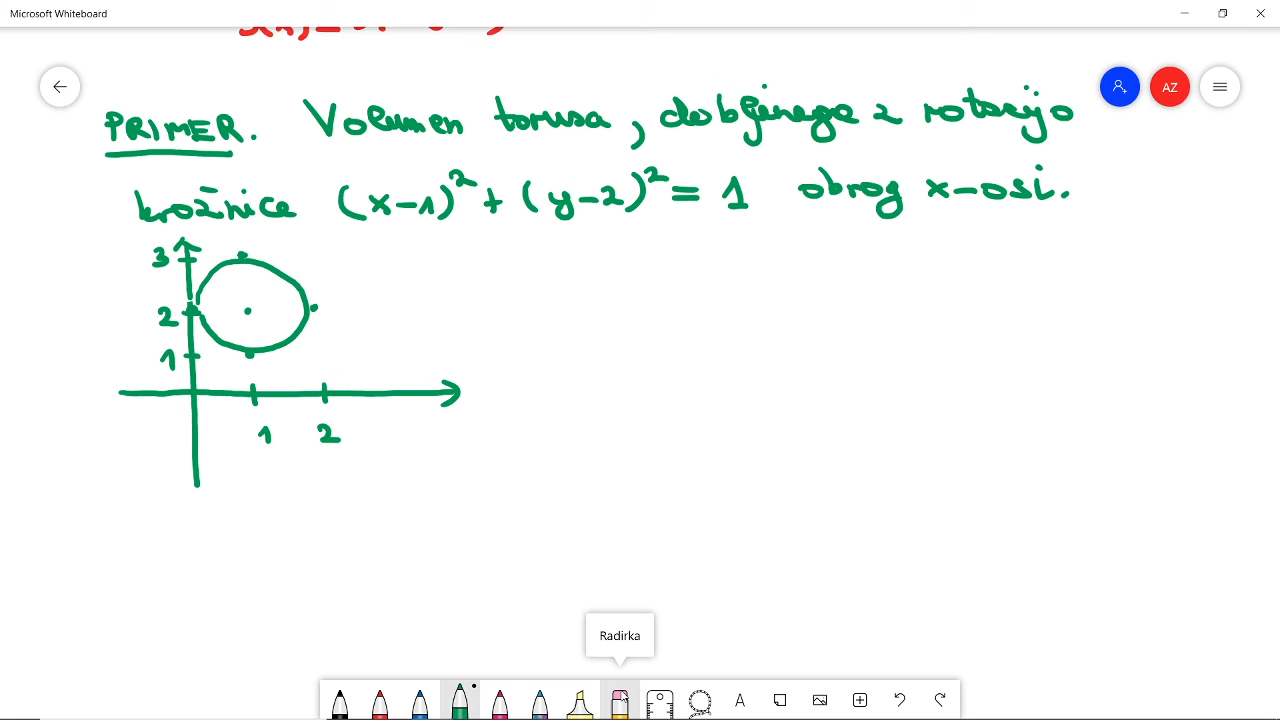 Microsoft Whiteboard
AZ
PRIMER. Volumen torusa, dobljenega z rotacijo
krožnice (x-1)² + (y-2)² = 1 obrog x-osi.
3
2
1
1 2
Radirka
A